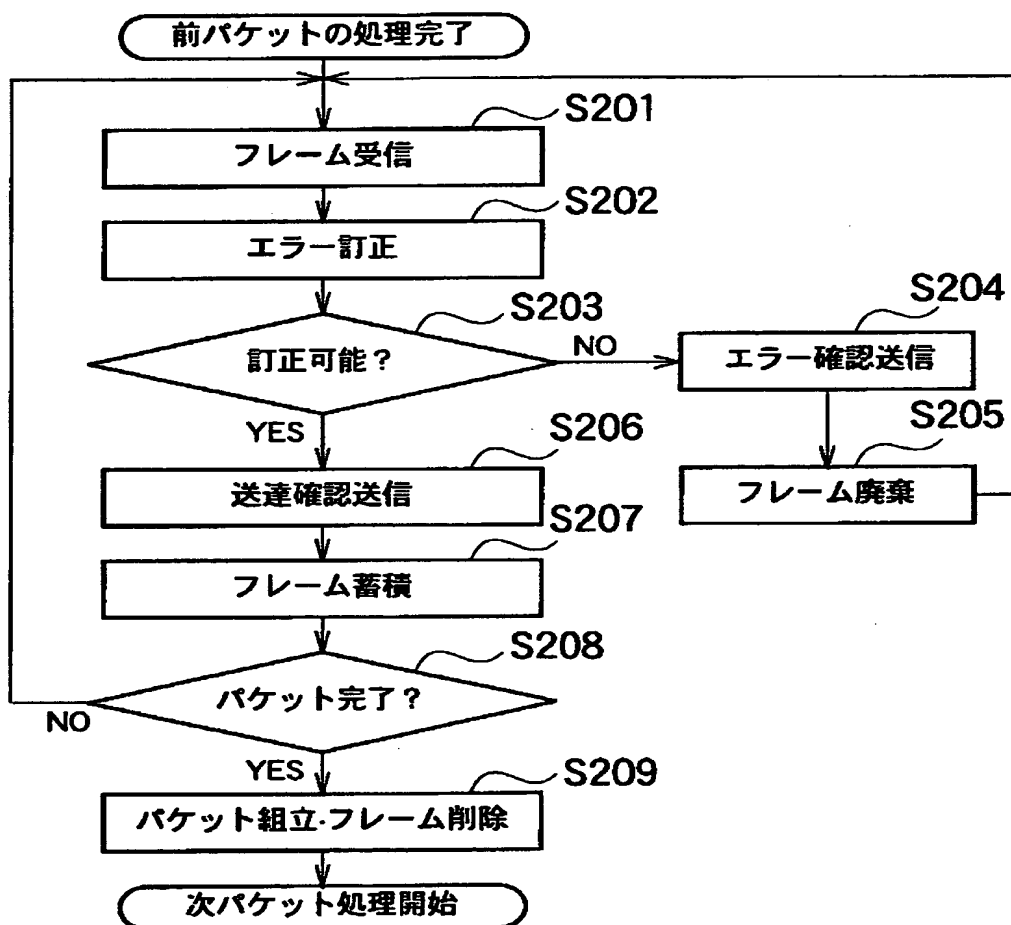 前パケットの処理完了
S201
フレーム受信
S202
エラー訂正
S203
訂正可能？
NO
S204
エラー確認送信
S205
フレーム廃棄
YES
S206
送達確認送信
S207
フレーム蓄積
S208
パケット完了？
NO
YES
S209
パケット組立・フレーム削除
次パケット処理開始